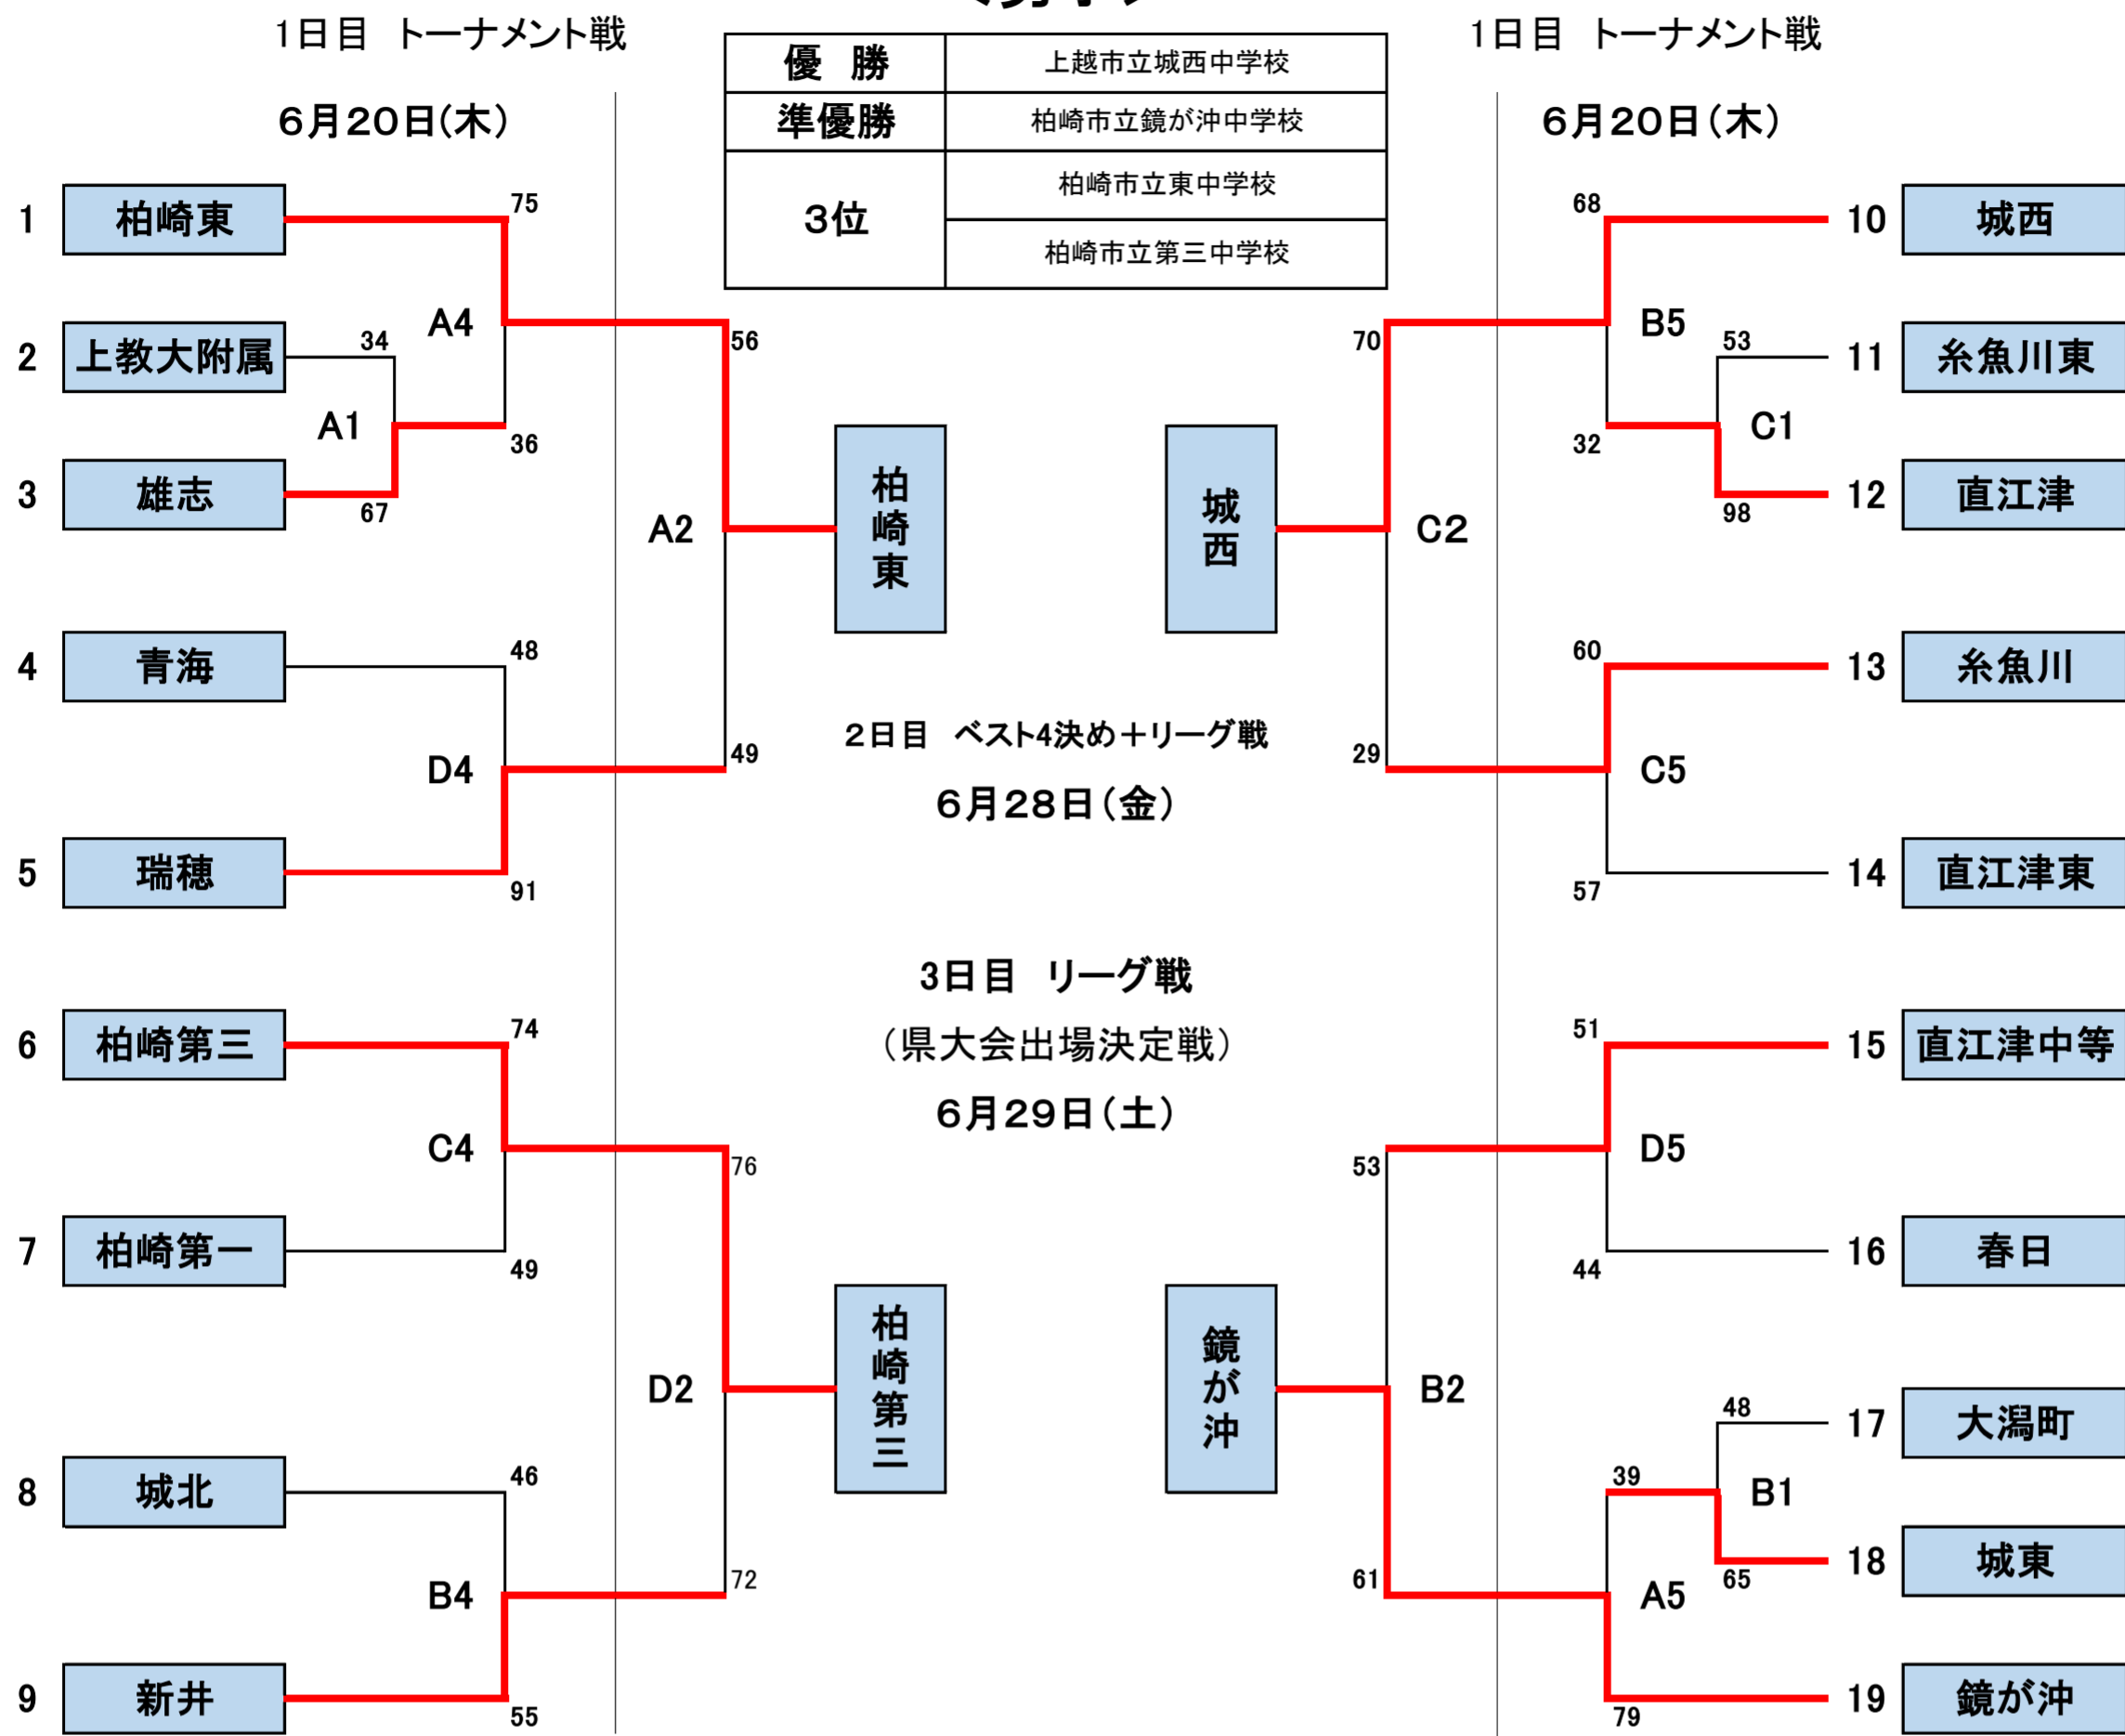 1日目 トーナメント戦
1日目 トーナメント戦
優 勝 上越市立城西中学校
準優勝 柏崎市立鏡が沖中学校
3位 柏崎市立東中学校
柏崎市立第三中学校
6月20日(木)
6月20日(木)
1 柏崎東 75
2 上教大附属 34
A4
A1
36
3 雄志 67
56
A2
4 青海 48
D4
49
5 瑞穂 91
6 柏崎第三 74
C4
76
7 柏崎第一 49
D2
8 城北 46
B4
72
9 新井 55
柏崎東
城西
2日目 ベスト4決め+リーグ戦
6月28日(金)
3日目 リーグ戦
(県大会出場決定戦)
6月29日(土)
柏崎第三
鏡が沖
68 10 城西
70
B5
53 11 糸魚川東
32
C1
98 12 直江津
C2
60 13 糸魚川
29
C5
57 14 直江津東
51 15 直江津中等
53
D5
44 16 春日
B2
48 17 大潟町
39
B1
65 18 城東
61
A5
79 19 鏡が沖